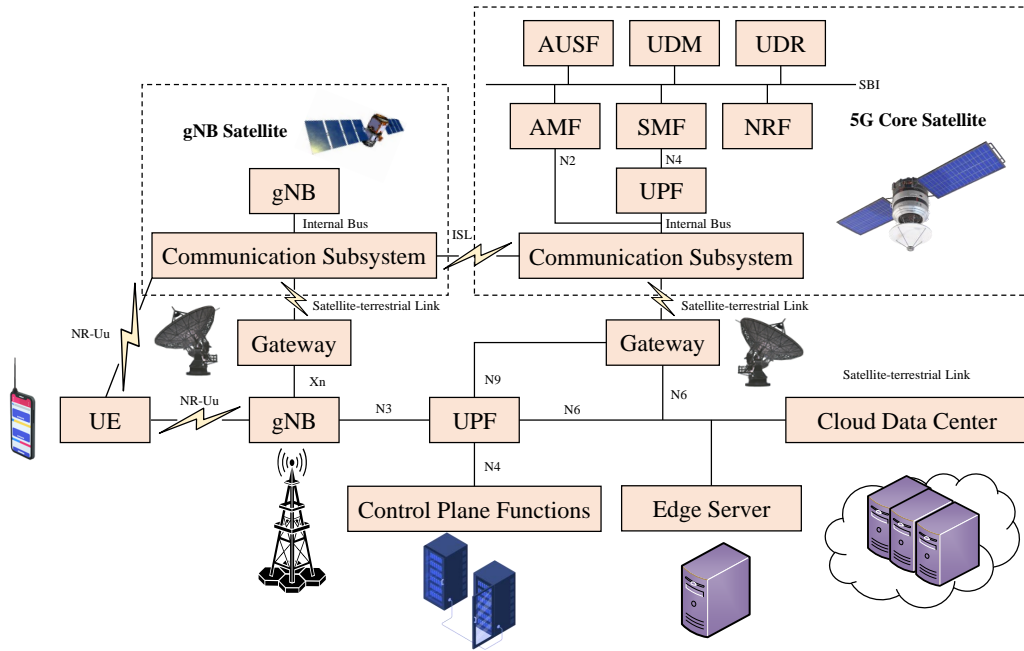 AUSF
UDM
UDR
SBI
gNB Satellite
AMF
SMF
NRF
5G Core Satellite
N2
N4
gNB
UPF
Internal Bus
Internal Bus
Communication Subsystem
ISL
Communication Subsystem
Satellite-terrestrial Link
Satellite-terrestrial Link
NR-Uu
Gateway
Gateway
Xn
N9
N6
Satellite-terrestrial Link
UE
NR-Uu
gNB
N3
UPF
N6
Cloud Data Center
N4
Control Plane Functions
Edge Server